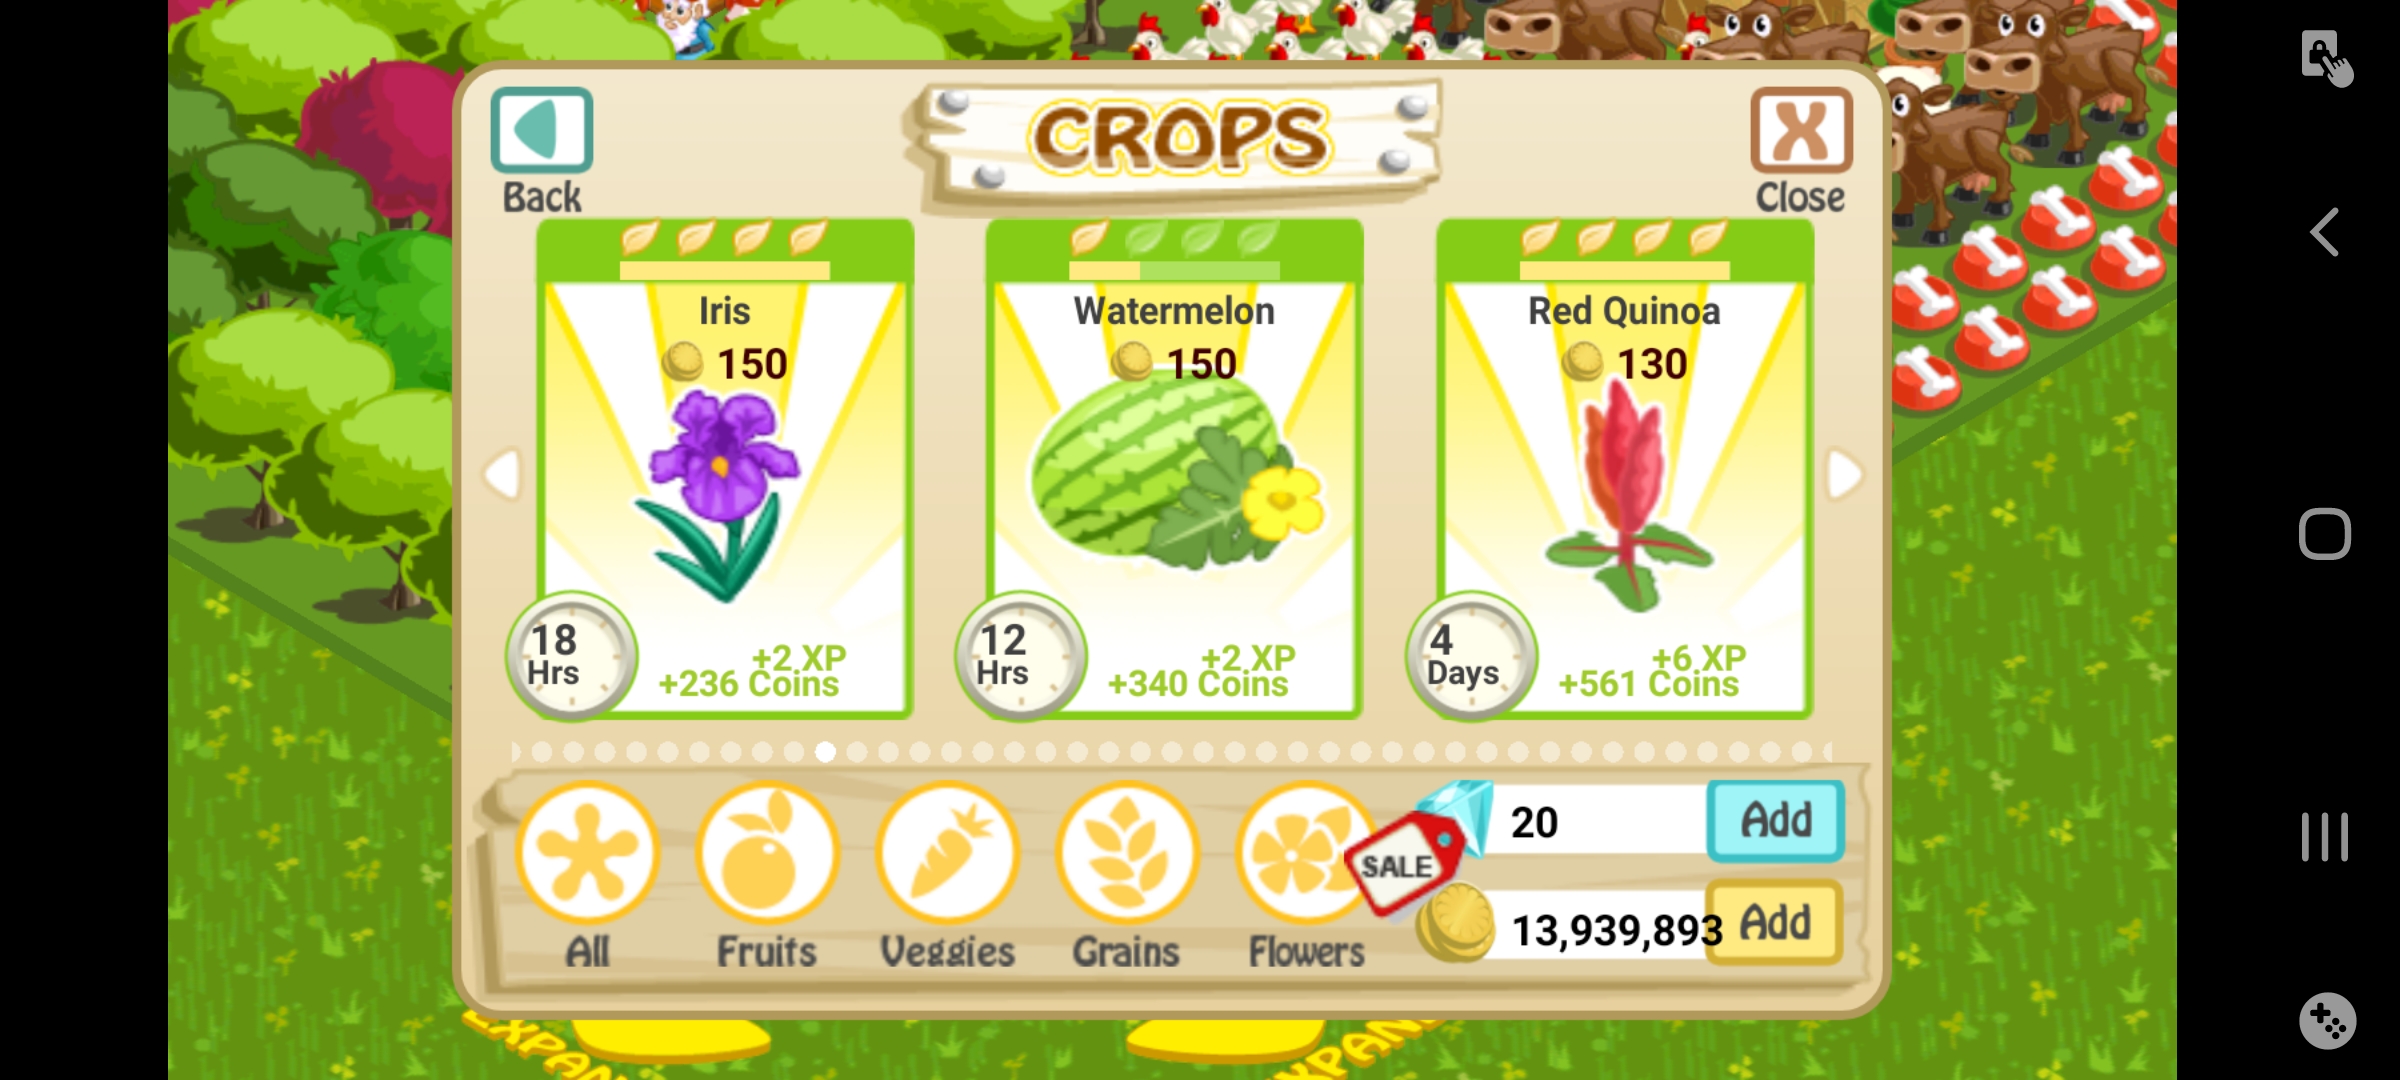 CROPS
Back
Close
Iris
150
18
Hrs
+2 XP
+236 Coins
Watermelon
150
12
Hrs
+2 XP
+340 Coins
Red Quinoa
130
4
Days
+6 XP
+561 Coins
All
Fruits
Veggies
Grains
Flowers
SALE
20
Add
13,939,893
Add
EXPAN
XPAND